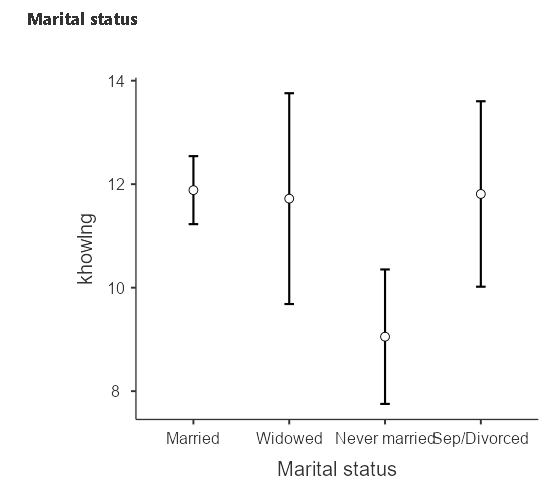 Marital status
14
12
10
8
khowlng
Married Widowed Never married Sep/Divorced
Marital status